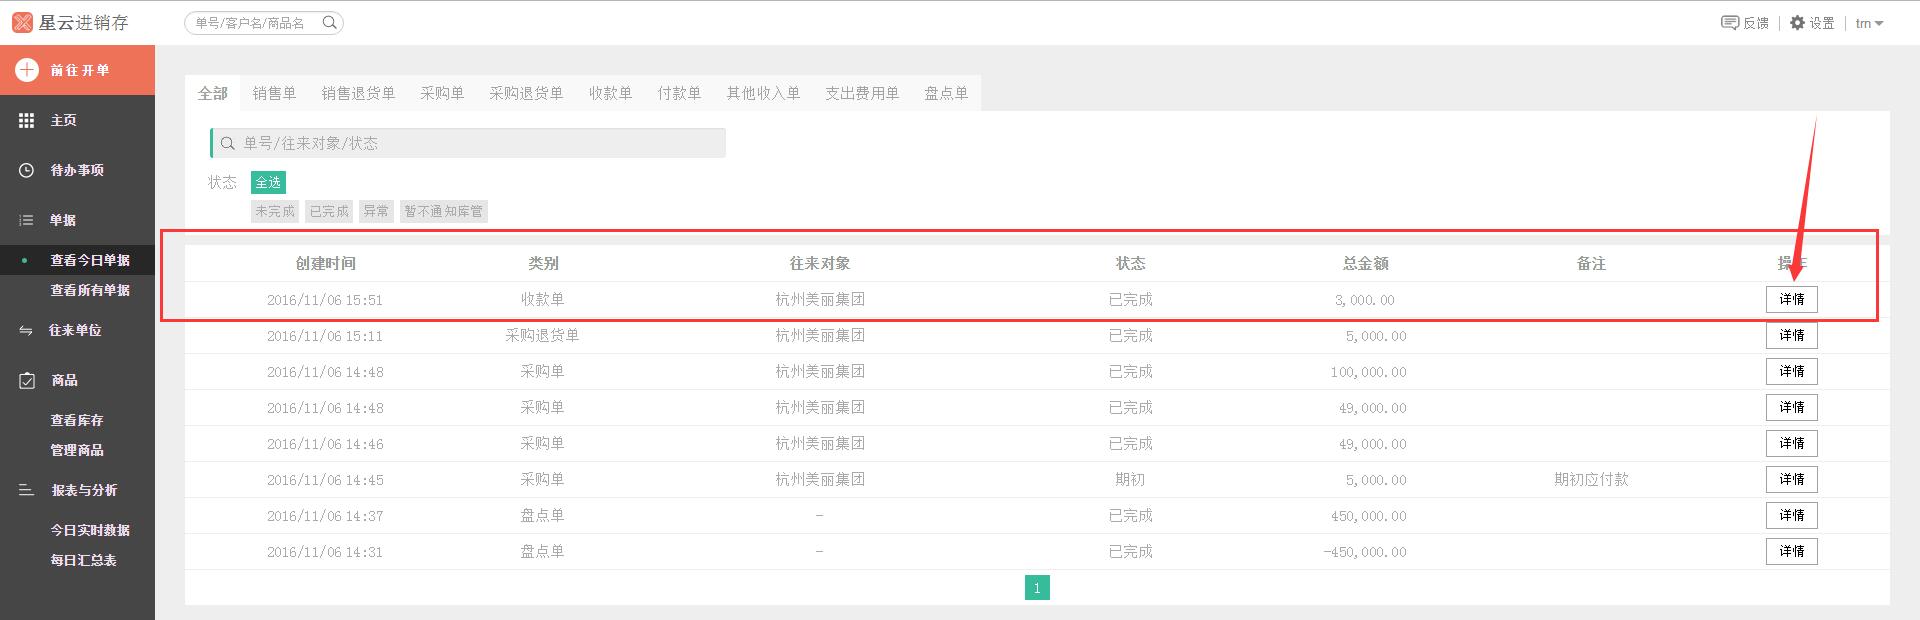 星云进销存
单号/客户名/商品名
反馈
设置
trn
前往开单
主页
待办事项
单据
查看今日单据
查看所有单据
往来单位
商品
查看库存
管理商品
报表与分析
今日实时数据
每日汇总表
全部 销售单 销售退货单 采购单 采购退货单 收款单 付款单 其他收入单 支出费用单 盘点单
单号/往来对象/状态
状态 全选
未完成 已完成 异常 暂不通知库管
创建时间 类别 往来对象 状态 总金额 备注 操作
2016/11/06 15:51 收款单 杭州美丽集团 已完成 3,000.00 详情
2016/11/06 15:11 采购退货单 杭州美丽集团 已完成 5,000.00 详情
2016/11/06 14:48 采购单 杭州美丽集团 已完成 100,000.00 详情
2016/11/06 14:48 采购单 杭州美丽集团 已完成 49,000.00 详情
2016/11/06 14:46 采购单 杭州美丽集团 已完成 49,000.00 详情
2016/11/06 14:45 采购单 杭州美丽集团 期初 5,000.00 期初应付款 详情
2016/11/06 14:37 盘点单 - 已完成 450,000.00 详情
2016/11/06 14:31 盘点单 - 已完成 -450,000.00 详情
1